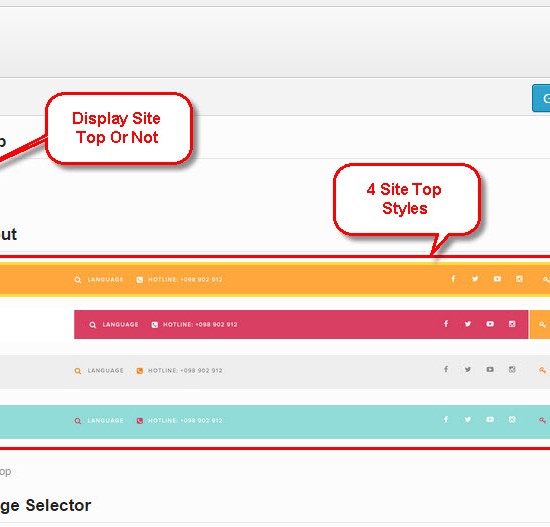 G
Display Site
Top Or Not
p
4 Site Top
Styles
out
LANGUAGE HOTLINE: +098 902 912
LANGUAGE HOTLINE: +098 902 912
LANGUAGE HOTLINE: +098 902 912
LANGUAGE HOTLINE: +098 902 912
op
ge Selector